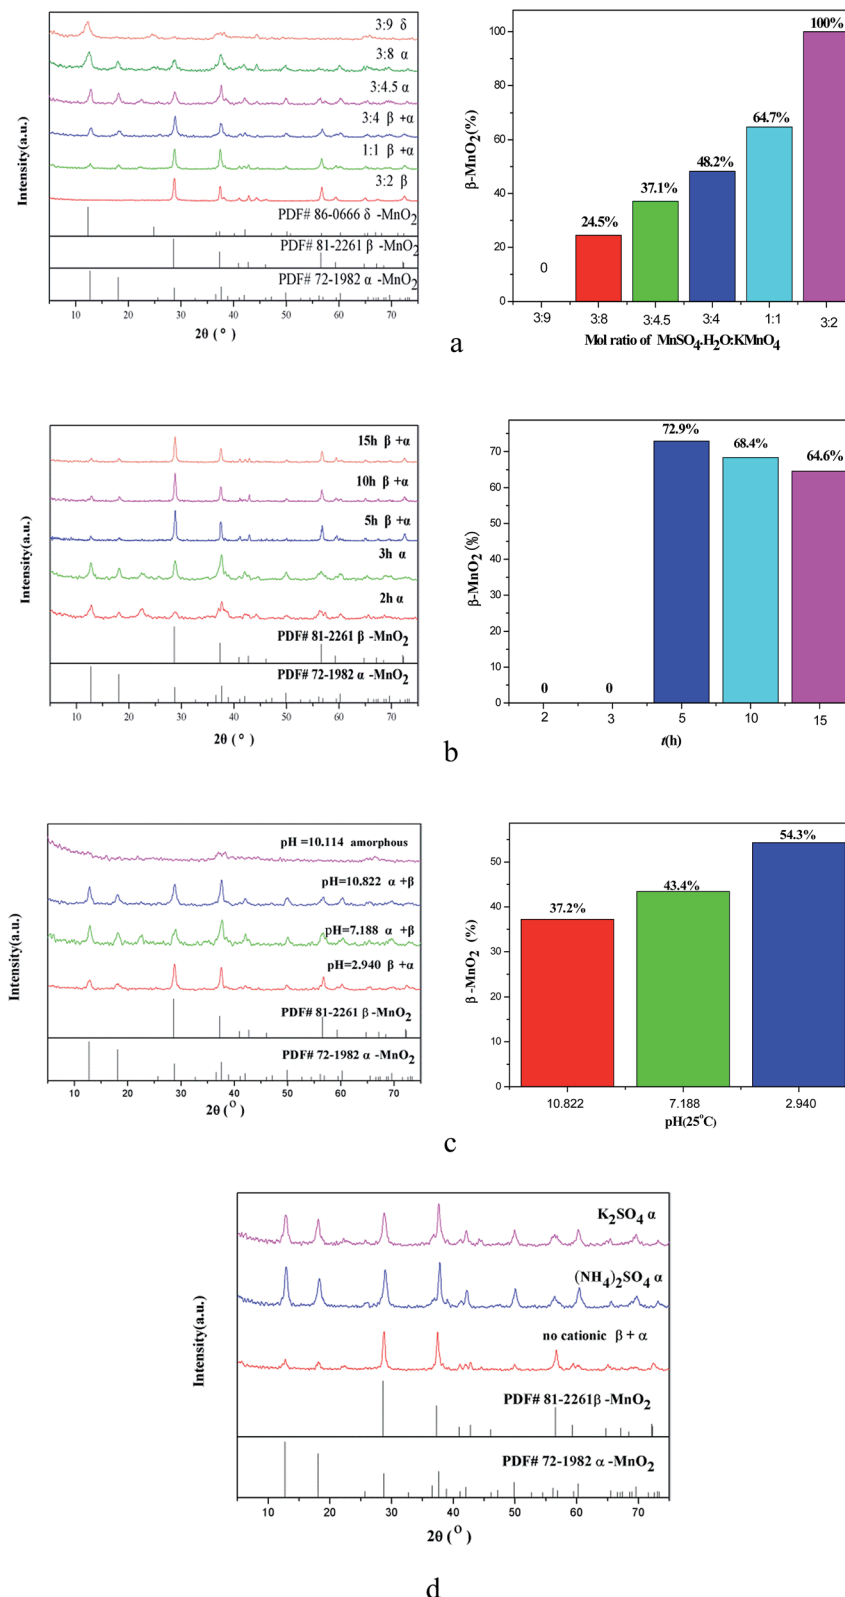 3:9 δ
3:8 α
3:4.5 α
3:4 β +α
1:1 β +α
3:2 β
PDF# 86-0666 δ -MnO2
PDF# 81-2261 β -MnO2
PDF# 72-1982 α -MnO2
Intensity(a.u.)
10 20 30 40 50 60 70
2θ ( ° )
100%
64.7%
48.2%
37.1%
24.5%
0
100
80
60
40
20
0
β-MnO2(%)
3:9 3:8 3:4.5 3:4 1:1 3:2
Mol ratio of MnSO4.H2O:KMnO4
a
15h β +α
10h β +α
5h β +α
3h α
2h α
PDF# 81-2261 β -MnO2
PDF# 72-1982 α -MnO2
Intensity(a.u.)
10 20 30 40 50 60 70
2θ ( ° )
72.9%
68.4%
64.6%
0 0
70
60
50
40
30
20
10
0
β-MnO2 (%)
2 3 5 10 15
t(h)
b
pH =10.114 amorphous
pH=10.822 α +β
pH=7.188 α +β
pH=2.940 β +α
PDF# 81-2261 β -MnO2
PDF# 72-1982 α -MnO2
Intensity(a.u.)
10 20 30 40 50 60 70
2θ (O)
54.3%
43.4%
37.2%
50
40
30
20
10
0
β -MnO2 (%)
10.822 7.188 2.940
pH(25°C)
c
K2SO4 α
(NH4)2SO4 α
no cationic β + α
PDF# 81-2261β -MnO2
PDF# 72-1982 α -MnO2
Intensity(a.u.)
10 20 30 40 50 60 70
2θ (O)
d